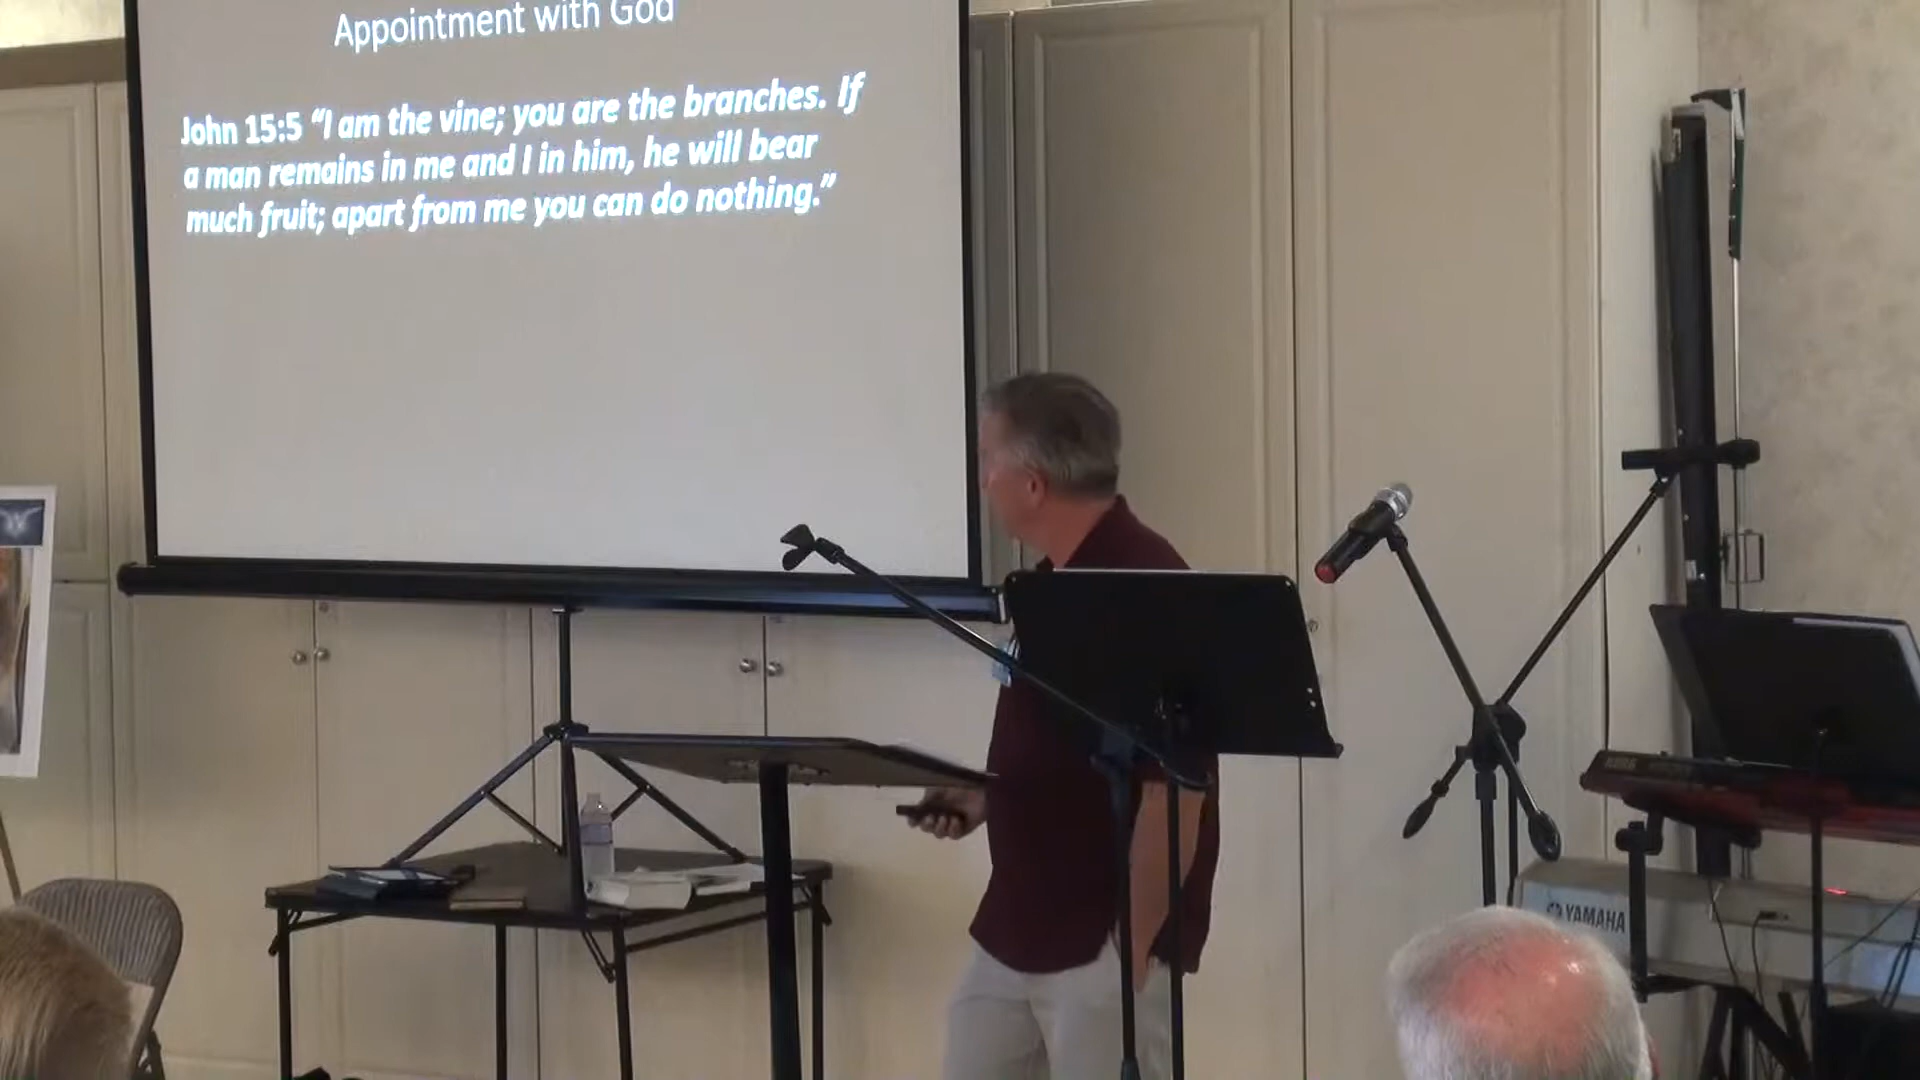 Appointment with God
John 15:5 “I am the vine; you are the branches. If
a man remains in me and I in him, he will bear
much fruit; apart from me you can do nothing.”
KORG
YAMAHA